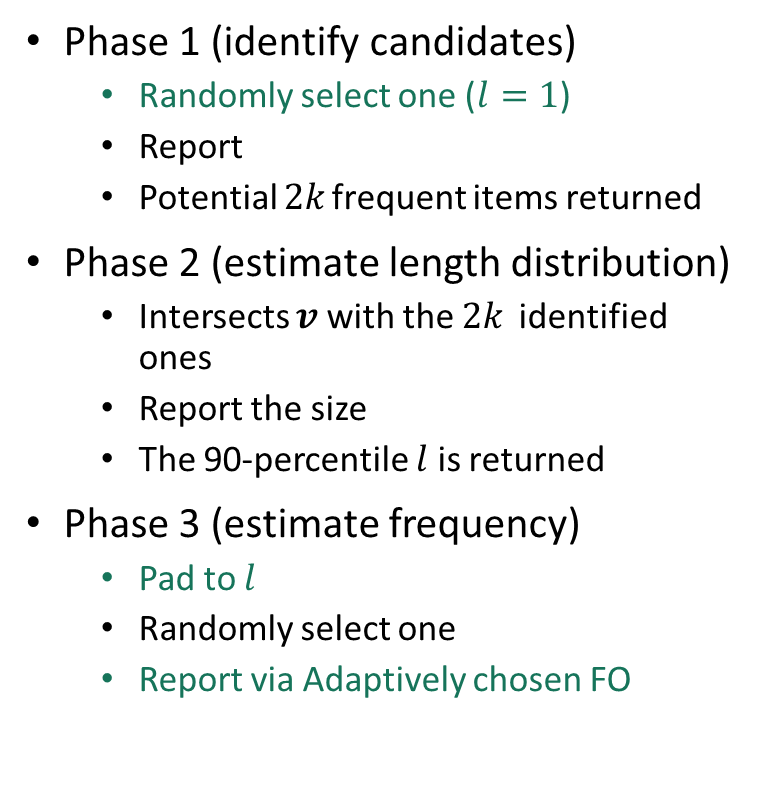 • Phase 1 (identify candidates)
• Randomly select one (l = 1)
• Report
• Potential 2k frequent items returned
• Phase 2 (estimate length distribution)
• Intersects v with the 2k identified
ones
• Report the size
• The 90-percentile l is returned
• Phase 3 (estimate frequency)
• Pad to l
• Randomly select one
• Report via Adaptively chosen FO